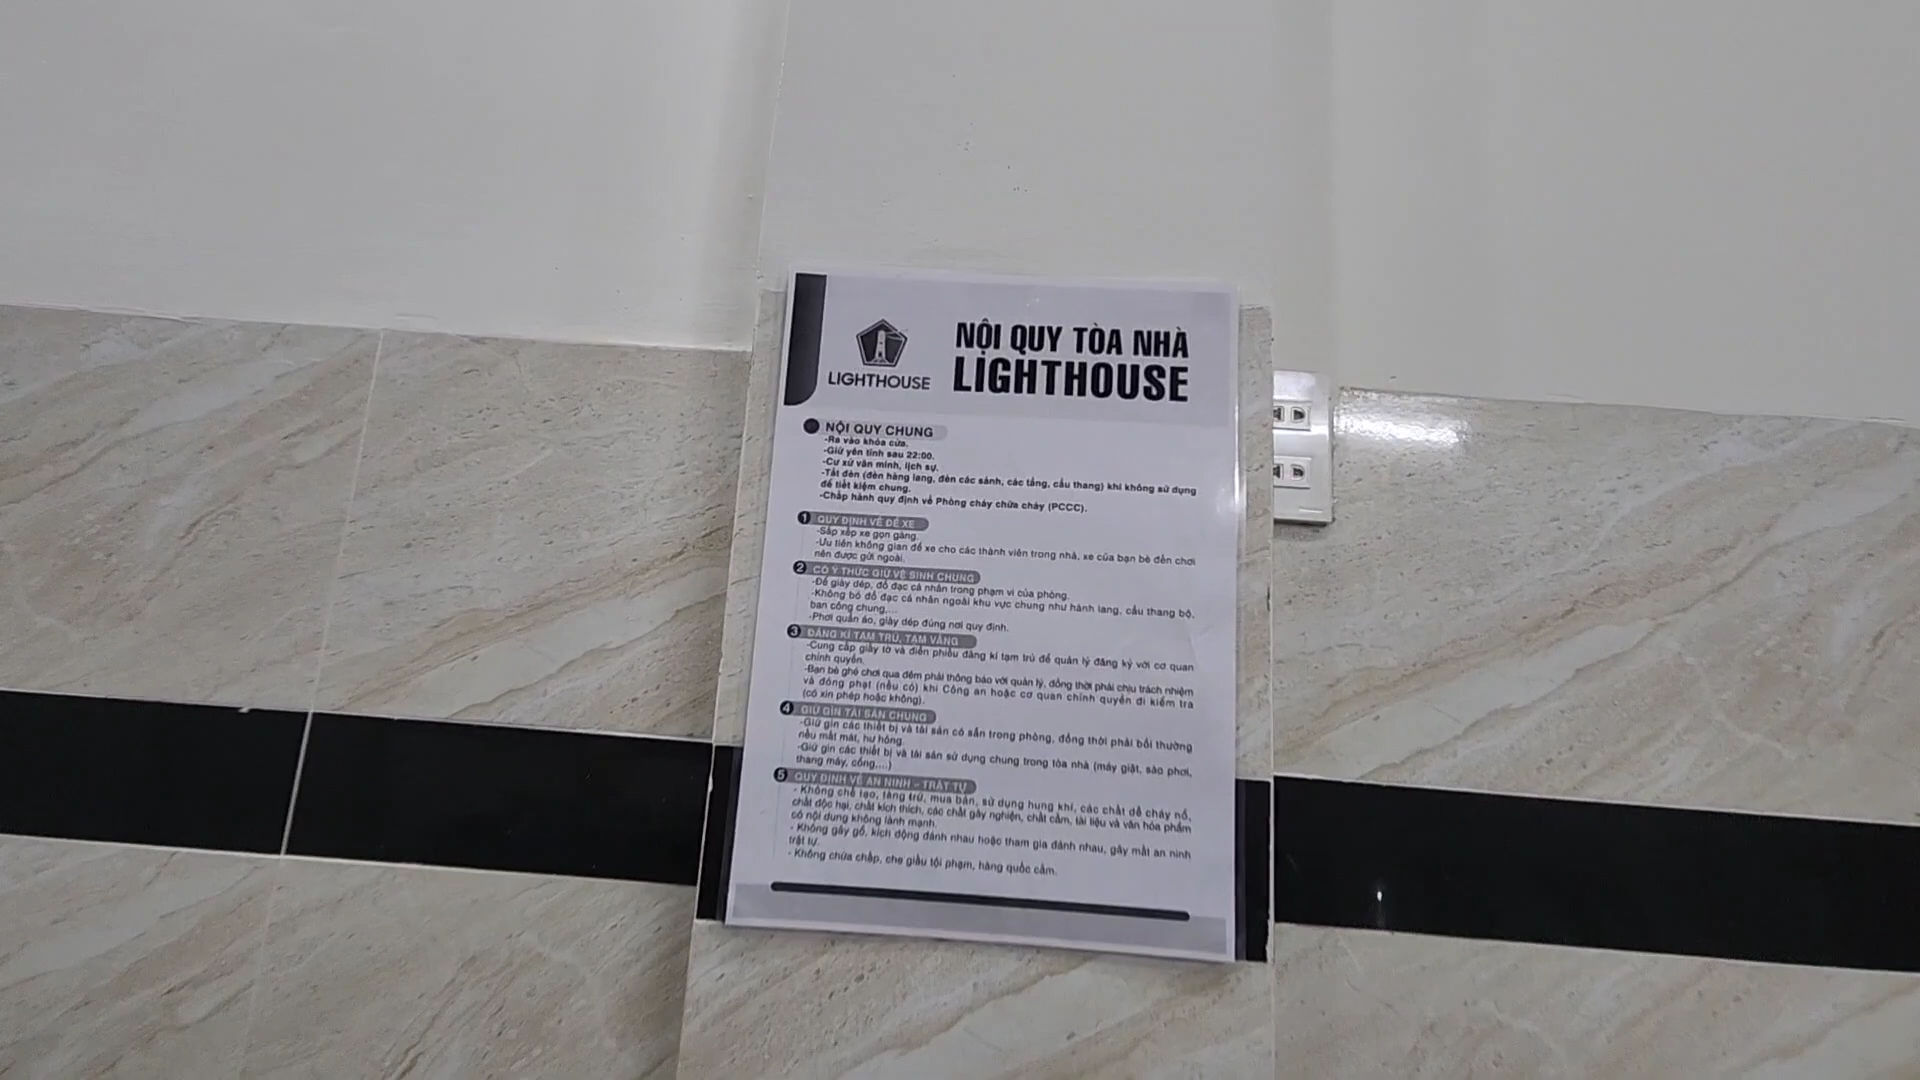 LIGHTHOUSE
NỘI QUY TÒA NHÀ
LIGHTHOUSE
NỘI QUY CHUNG
-Ra vào khóa cửa.
-Giữ yên tĩnh sau 22:00.
-Cư xử văn minh, lịch sự.
-Tắt đèn (đèn hàng lang, đèn các sảnh, các tầng, cầu thang) khi không sử dụng
để tiết kiệm chung.
-Chấp hành quy định về Phòng cháy chữa cháy (PCCC).
1 QUY ĐỊNH VỀ ĐỂ XE
-Sắp xếp xe gọn gàng.
-Ưu tiên không gian để xe cho các thành viên trong nhà, xe của bạn bè đến chơi
nên được gửi ngoài.
2 CÓ Ý THỨC GIỮ VỆ SINH CHUNG
-Để giày dép, đồ đạc cá nhân trong phạm vi của phòng.
-Không bỏ đồ đạc cá nhân ngoài khu vực chung như hành lang, cầu thang bộ,
ban công chung,...
-Phơi quần áo, giày dép đúng nơi quy định.
3 ĐĂNG KÍ TẠM TRÚ, TẠM VẮNG
-Cung cấp giấy tờ và điền phiếu đăng kí tạm trú để quản lý đăng ký với cơ quan
chính quyền.
-Bạn bè ghé chơi qua đêm phải thông báo với quản lý, đồng thời phải chịu trách nhiệm
và đóng phạt (nếu có) khi Công an hoặc cơ quan chính quyền đi kiểm tra
(có xin phép hoặc không).
4 GIỮ GÌN TÀI SẢN CHUNG
-Giữ gìn các thiết bị và tài sản có sẵn trong phòng, đồng thời phải bồi thường
nếu mất mát, hư hỏng.
-Giữ gìn các thiết bị và tài sản sử dụng chung trong tòa nhà (máy giặt, sào phơi,
thang máy, cổng,...)
5 QUY ĐỊNH VỀ AN NINH – TRẬT TỰ
- Không chế tạo, tàng trữ, mua bán, sử dụng hung khí, các chất dễ cháy nổ,
chất độc hại, chất kích thích, các chất gây nghiện, chất cấm, tài liệu và văn hóa phẩm
có nội dung không lành mạnh.
- Không gây gổ, kích động đánh nhau hoặc tham gia đánh nhau, gây mất an ninh
trật tự.
- Không chứa chấp, che giấu tội phạm, hàng quốc cấm.